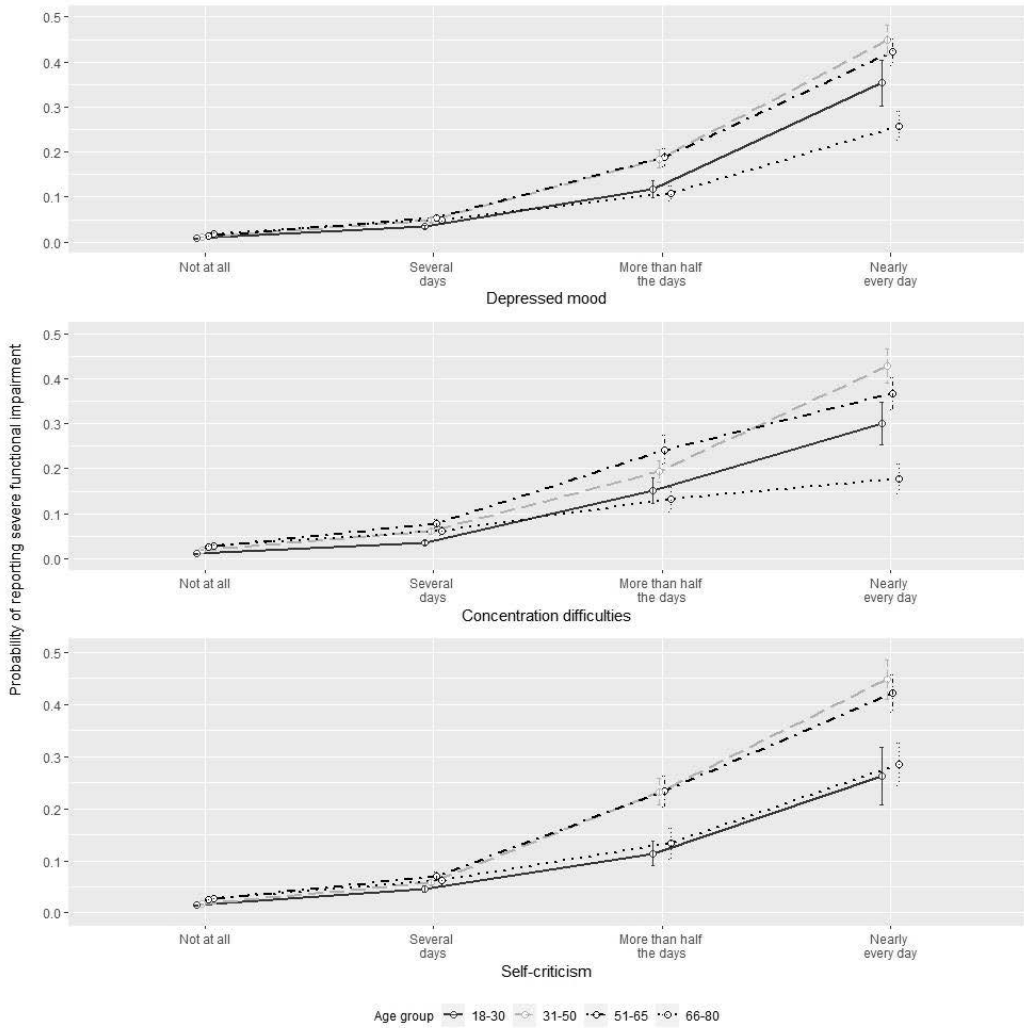 0.5
0.4
0.3
0.2
0.1
0.0
Not at all
Several
days
More than half
the days
Nearly
every day
Depressed mood
Probability of reporting severe functional impairment
0.5
0.4
0.3
0.2
0.1
0.0
Not at all
Several
days
More than half
the days
Nearly
every day
Concentration difficulties
0.5
0.4
0.3
0.2
0.1
0.0
Not at all
Several
days
More than half
the days
Nearly
every day
Self-criticism
Age group 18-30 31-50 51-65 66-80